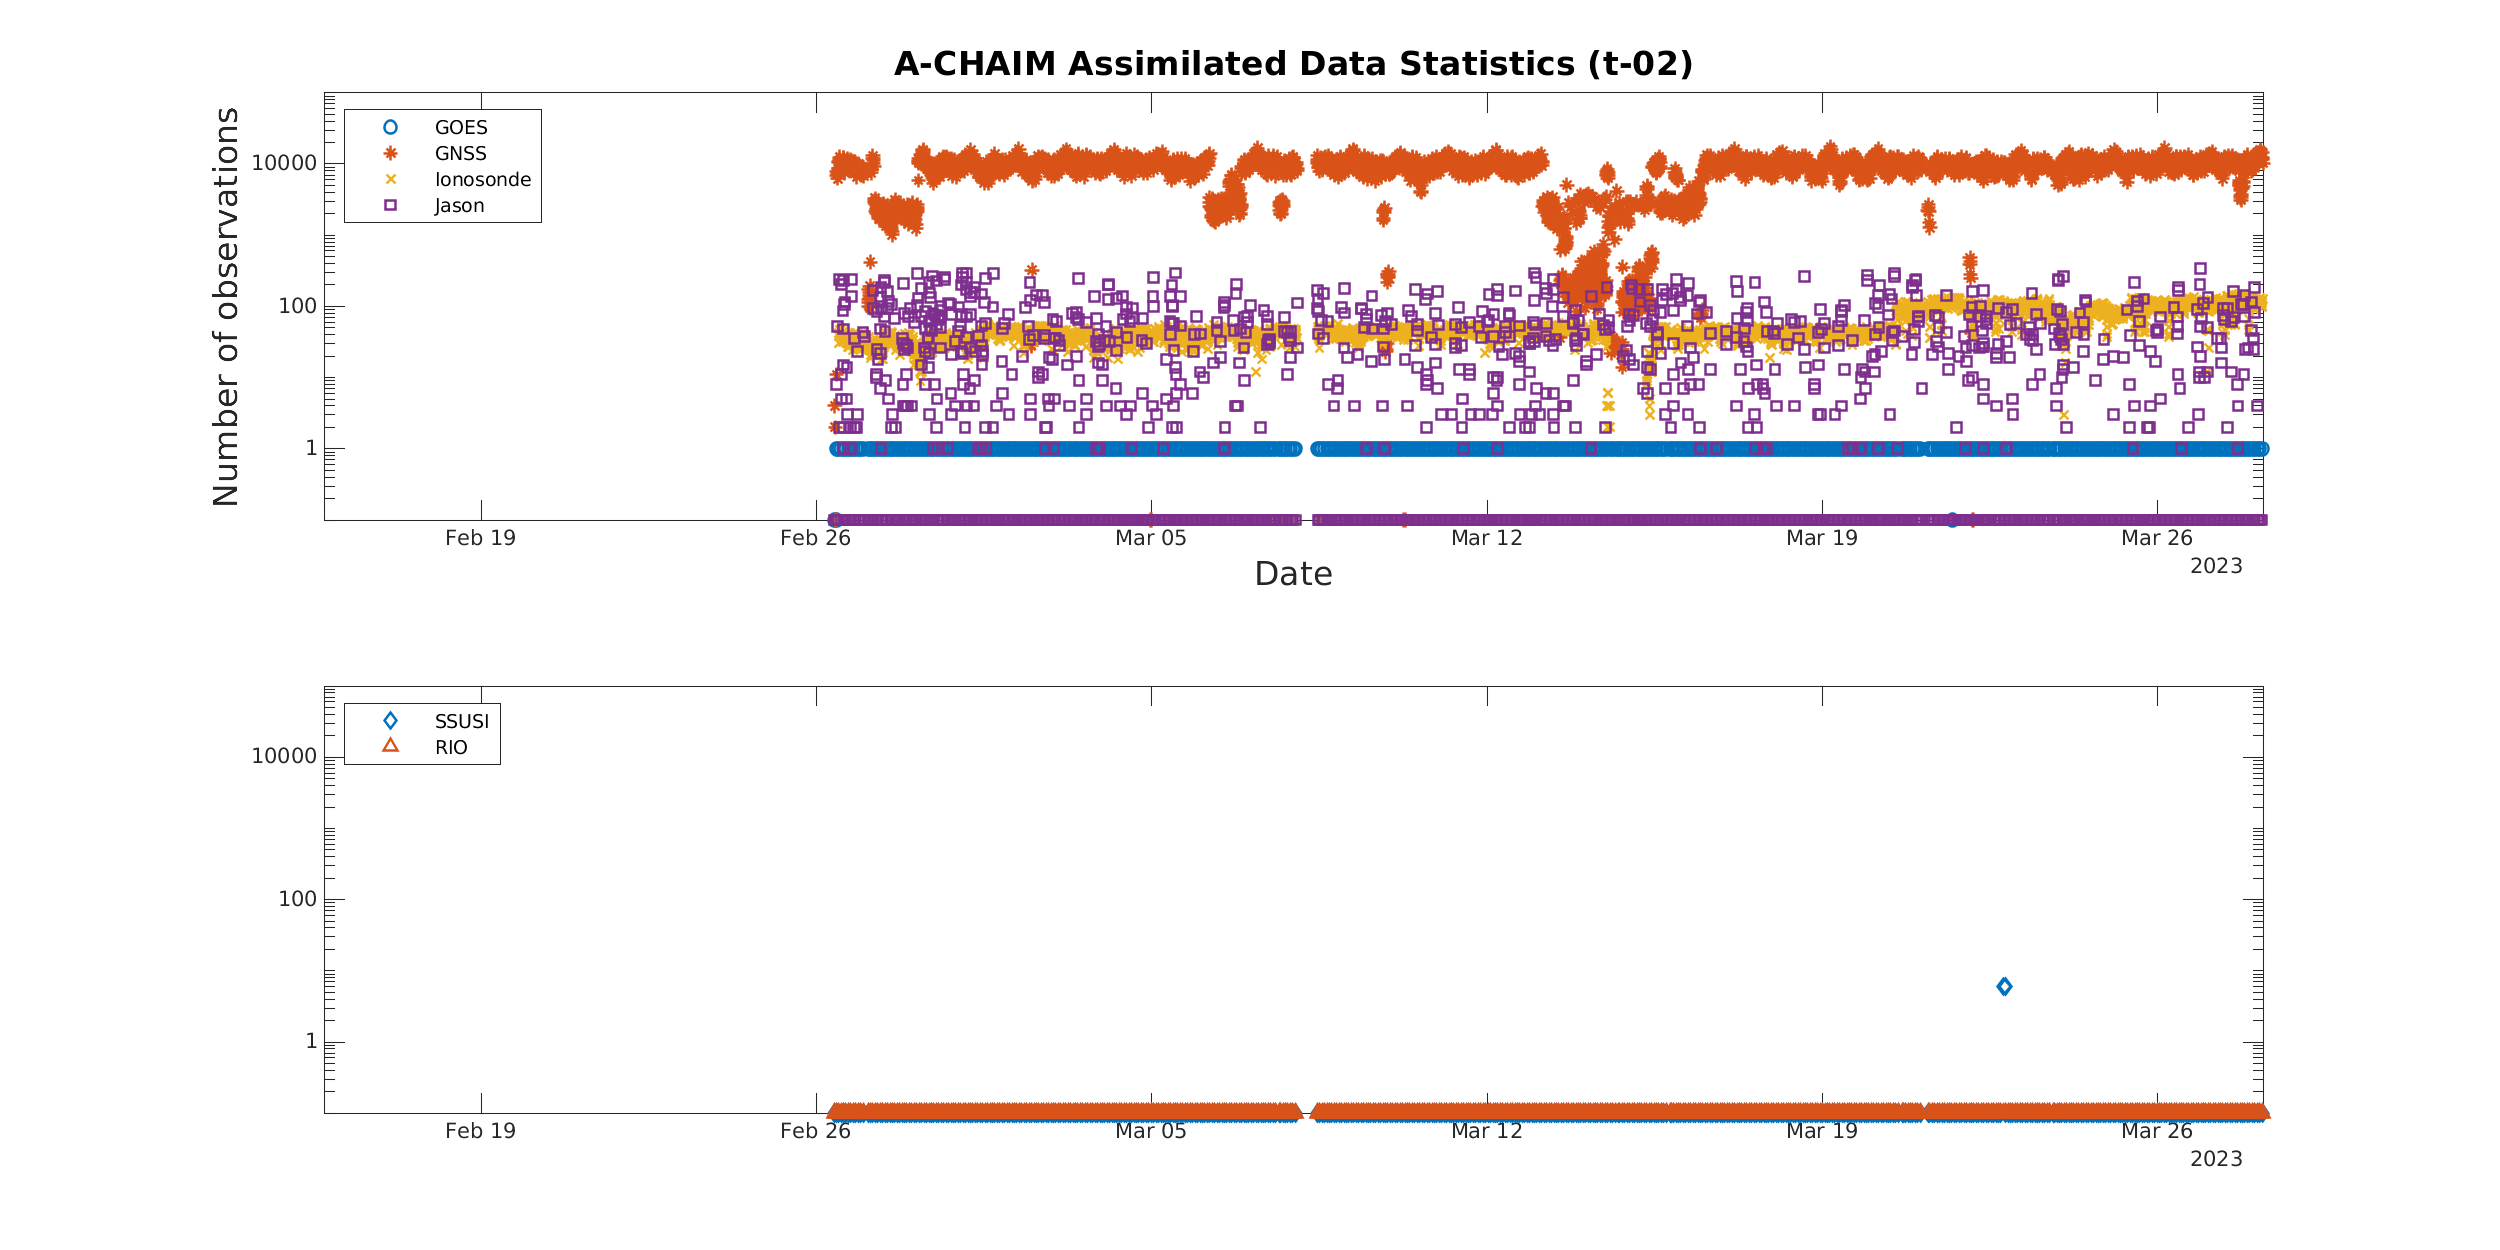 A-CHAIM Assimilated Data Statistics (t-02)
Number of observations
10000
100
1
GOES
GNSS
Ionosonde
Jason
Feb 19
Feb 26
Mar 05
Mar 12
Mar 19
Mar 26
2023
Date
10000
100
1
SSUSI
RIO
Feb 19
Feb 26
Mar 05
Mar 12
Mar 19
Mar 26
2023